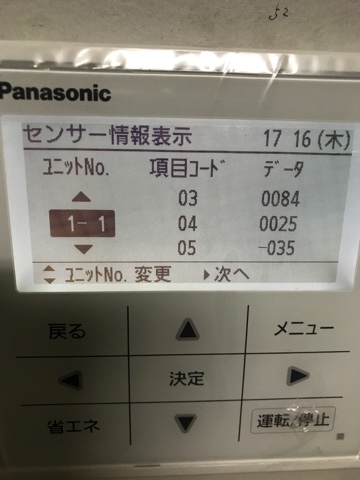 52
Panasonic
センサー情報表示 17 16 (木)
ユニットNo. 項目コード データ
▲ 03 0084
1- 1 04 0025
▼ 05 -035
ユニットNo. 変更 ▶次へ
戻る ▲ メニュー
◀ 決定 ▶
省エネ ▼ 運転/停止